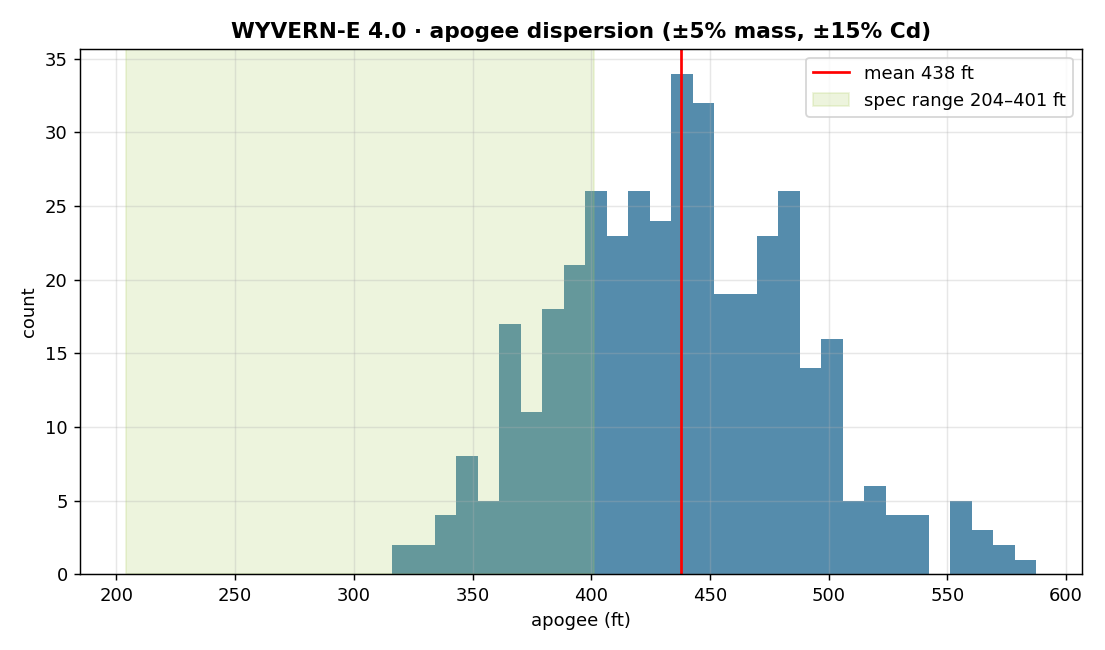 WYVERN-E 4.0 · apogee dispersion (±5% mass, ±15% Cd)
mean 438 ft
spec range 204–401 ft
35
30
25
20
15
10
5
0
count
200 250 300 350 400 450 500 550 600
apogee (ft)